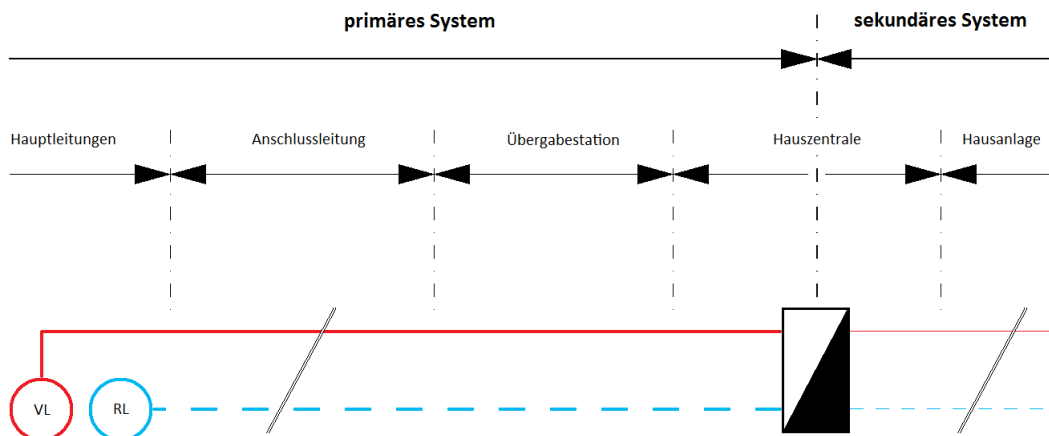 primäres System
sekundäres System
Hauptleitungen
Anschlussleitung
Übergabestation
Hauszentrale
Hausanlage
VL
RL